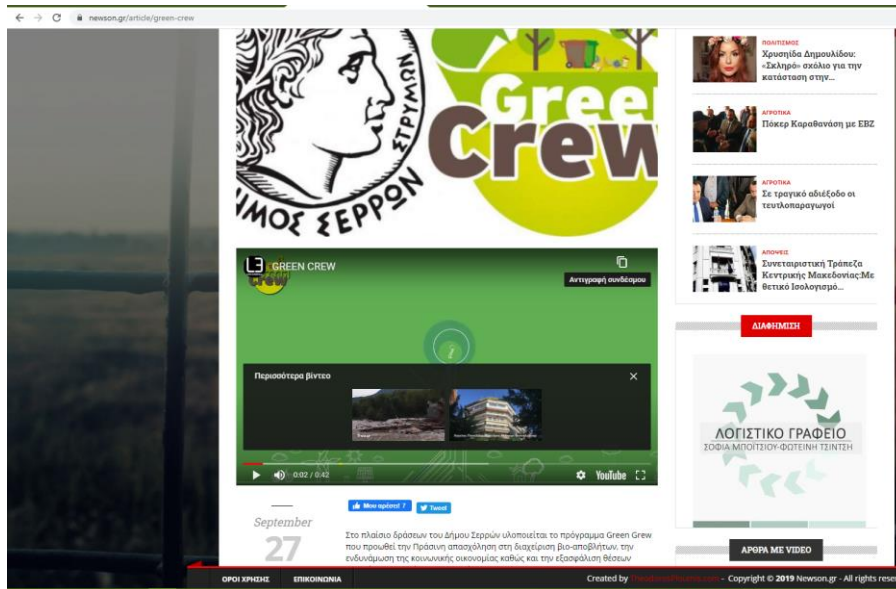 newson.gr/article/green-crew
ΔΗΜΟΣ ΣΕΡΡΩΝ
ΣΤΡΥΜΩΝ
Green
Crew
GREEN CREW
Αντιγραφή συνδέσμου
Περισσότερα βίντεο
0:02 / 0:42
YouTube
Μου αρέσει! 7
Tweet
September
27
Στο πλαίσιο δράσεων του Δήμου Σερρών υλοποιείται το πρόγραμμα Green Grew
που προωθεί την Πράσινη απασχόληση στη διαχείριση βιο-αποβλήτων, την
ενδυνάμωση της κοινωνικής οικονομίας καθώς και την εξασφάλιση θέσεων
ΠΟΛΙΤΙΣΜΟΣ
Χρυσηίδα Δημουλίδου:
«Σκληρό» σχόλιο για την
κατάσταση στην...
ΑΓΡΟΤΙΚΑ
Πόκερ Καραθανάση με ΕΒΖ
ΑΓΡΟΤΙΚΑ
Σε τραγικό αδιέξοδο οι
τευτλοπαραγωγοί
ΑΠΟΨΕΙΣ
Συνεταιριστική Τράπεζα
Κεντρικής Μακεδονίας:Με
θετικό Ισολογισμό...
ΔΙΑΦΗΜΙΣΗ
ΛΟΓΙΣΤΙΚΟ ΓΡΑΦΕΙΟ
ΣΟΦΙΑ ΜΠΟΪΤΣΙΟΥ-ΦΩΤΕΙΝΗ ΤΣΙΝΤΣΗ
ΑΡΘΡΑ ΜΕ VIDEO
ΟΡΟΙ ΧΡΗΣΗΣ
ΕΠΙΚΟΙΝΩΝΙΑ
Created by
- Copyright © 2019 Newson.gr - All rights rese